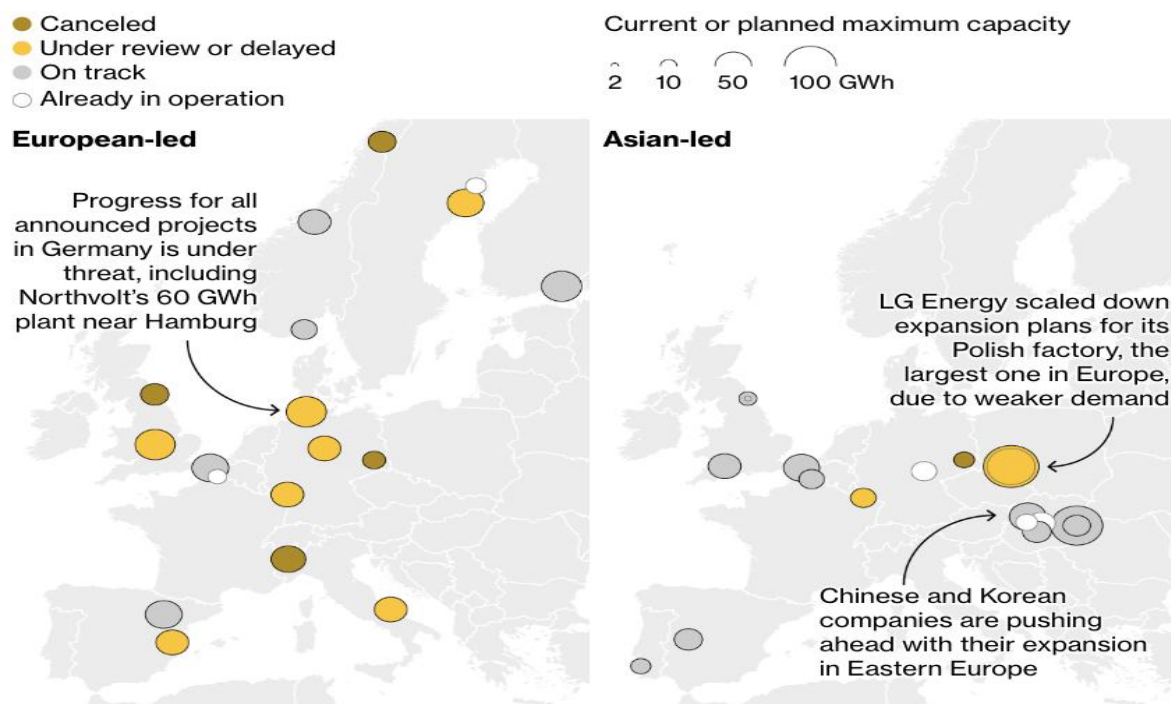 Canceled
Under review or delayed
On track
Already in operation
Current or planned maximum capacity
2 10 50 100 GWh
European-led
Progress for all
announced projects
in Germany is under
threat, including
Northvolt's 60 GWh
plant near Hamburg
Asian-led
LG Energy scaled down
expansion plans for its
Polish factory, the
largest one in Europe,
due to weaker demand
Chinese and Korean
companies are pushing
ahead with their expansion
in Eastern Europe